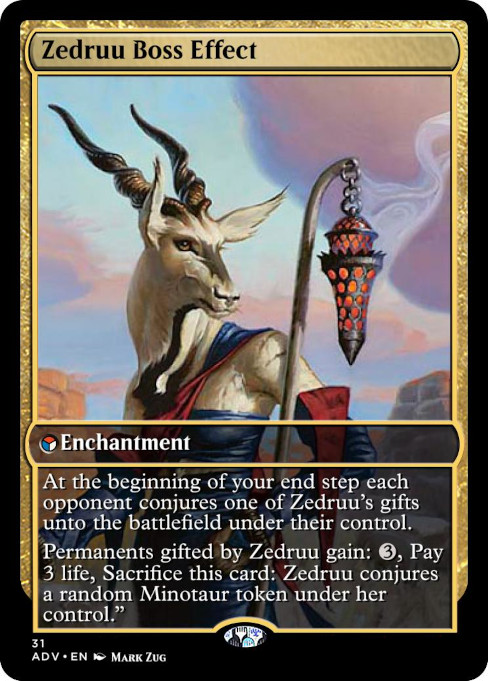 Zedruu Boss Effect
Enchantment
At the beginning of your end step each
opponent conjures one of Zedruu's gifts
unto the battlefield under their control.
Permanents gifted by Zedruu gain: 3, Pay
3 life, Sacrifice this card: Zedruu conjures
a random Minotaur token under her
control.”
31
ADV • EN Mark Zug